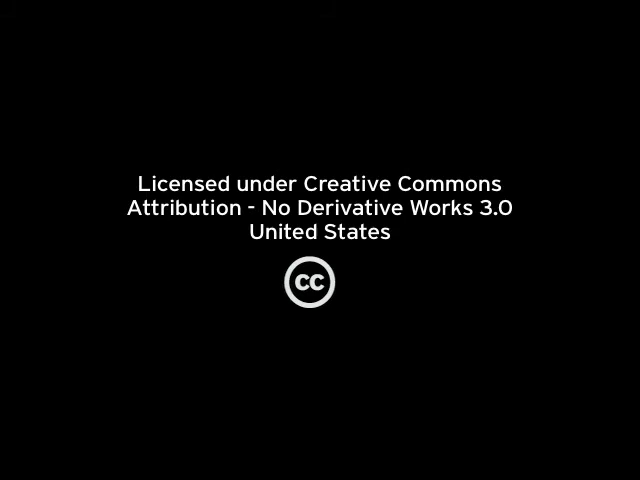 Licensed under Creative Commons
Attribution - No Derivative Works 3.0
United States
cc